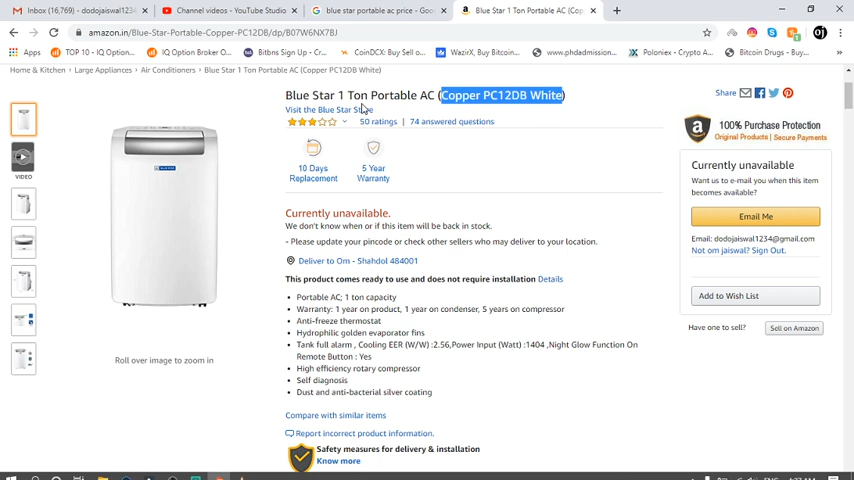 Inbox (16,769) - dodojaiswal1234@
Channel videos - YouTube Studio
blue star portable ac price - Goo
Blue Star 1 Ton Portable AC (Cop
amazon.in/Blue-Star-Portable-Copper-PC12DB/dp/B07W6NX7BJ
Apps
TOP 10 - IQ Option...
IQ Option Broker O...
Bitbns Sign Up - Cr...
CoinDCX: Buy Sell o...
WazirX, Buy Bitcoin...
www.phdadmission...
Poloniex - Crypto A...
Bitcoin Drug - Buy...
Home & Kitchen › Large Appliances › Air Conditioners › Blue Star 1 Ton Portable AC (Copper PC12DB White)
Blue Star 1 Ton Portable AC (Copper PC12DB White)
Visit the Blue Star Store
50 ratings | 74 answered questions
VIDEO
10 Days
Replacement
5 Year
Warranty
BLUE STAR
Roll over image to zoom in
Currently unavailable.
We don't know when or if this item will be back in stock.
- Please update your pincode or check other sellers who may deliver to your location.
Deliver to Om - Shahdol 484001
This product comes ready to use and does not require installation Details
• Portable AC; 1 ton capacity
• Warranty: 1 year on product, 1 year on condenser, 5 years on compressor
• Anti-freeze thermostat
• Hydrophilic golden evaporator fins
• Tank full alarm , Cooling EER (W/W) :2.56,Power Input (Watt) :1404 ,Night Glow Function On
Remote Button : Yes
• High efficiency rotary compressor
• Self diagnosis
• Dust and anti-bacterial silver coating
Compare with similar items
Report incorrect product information.
Safety measures for delivery & installation
Know more
Share
100% Purchase Protection
Original Products | Secure Payments
Currently unavailable
Want us to e-mail you when this item
becomes available?
Email Me
Email: dodojaiswal1234@gmail.com
Not om jaiswal? Sign Out.
Add to Wish List
Have one to sell?
Sell on Amazon
ENG
4:77 AM